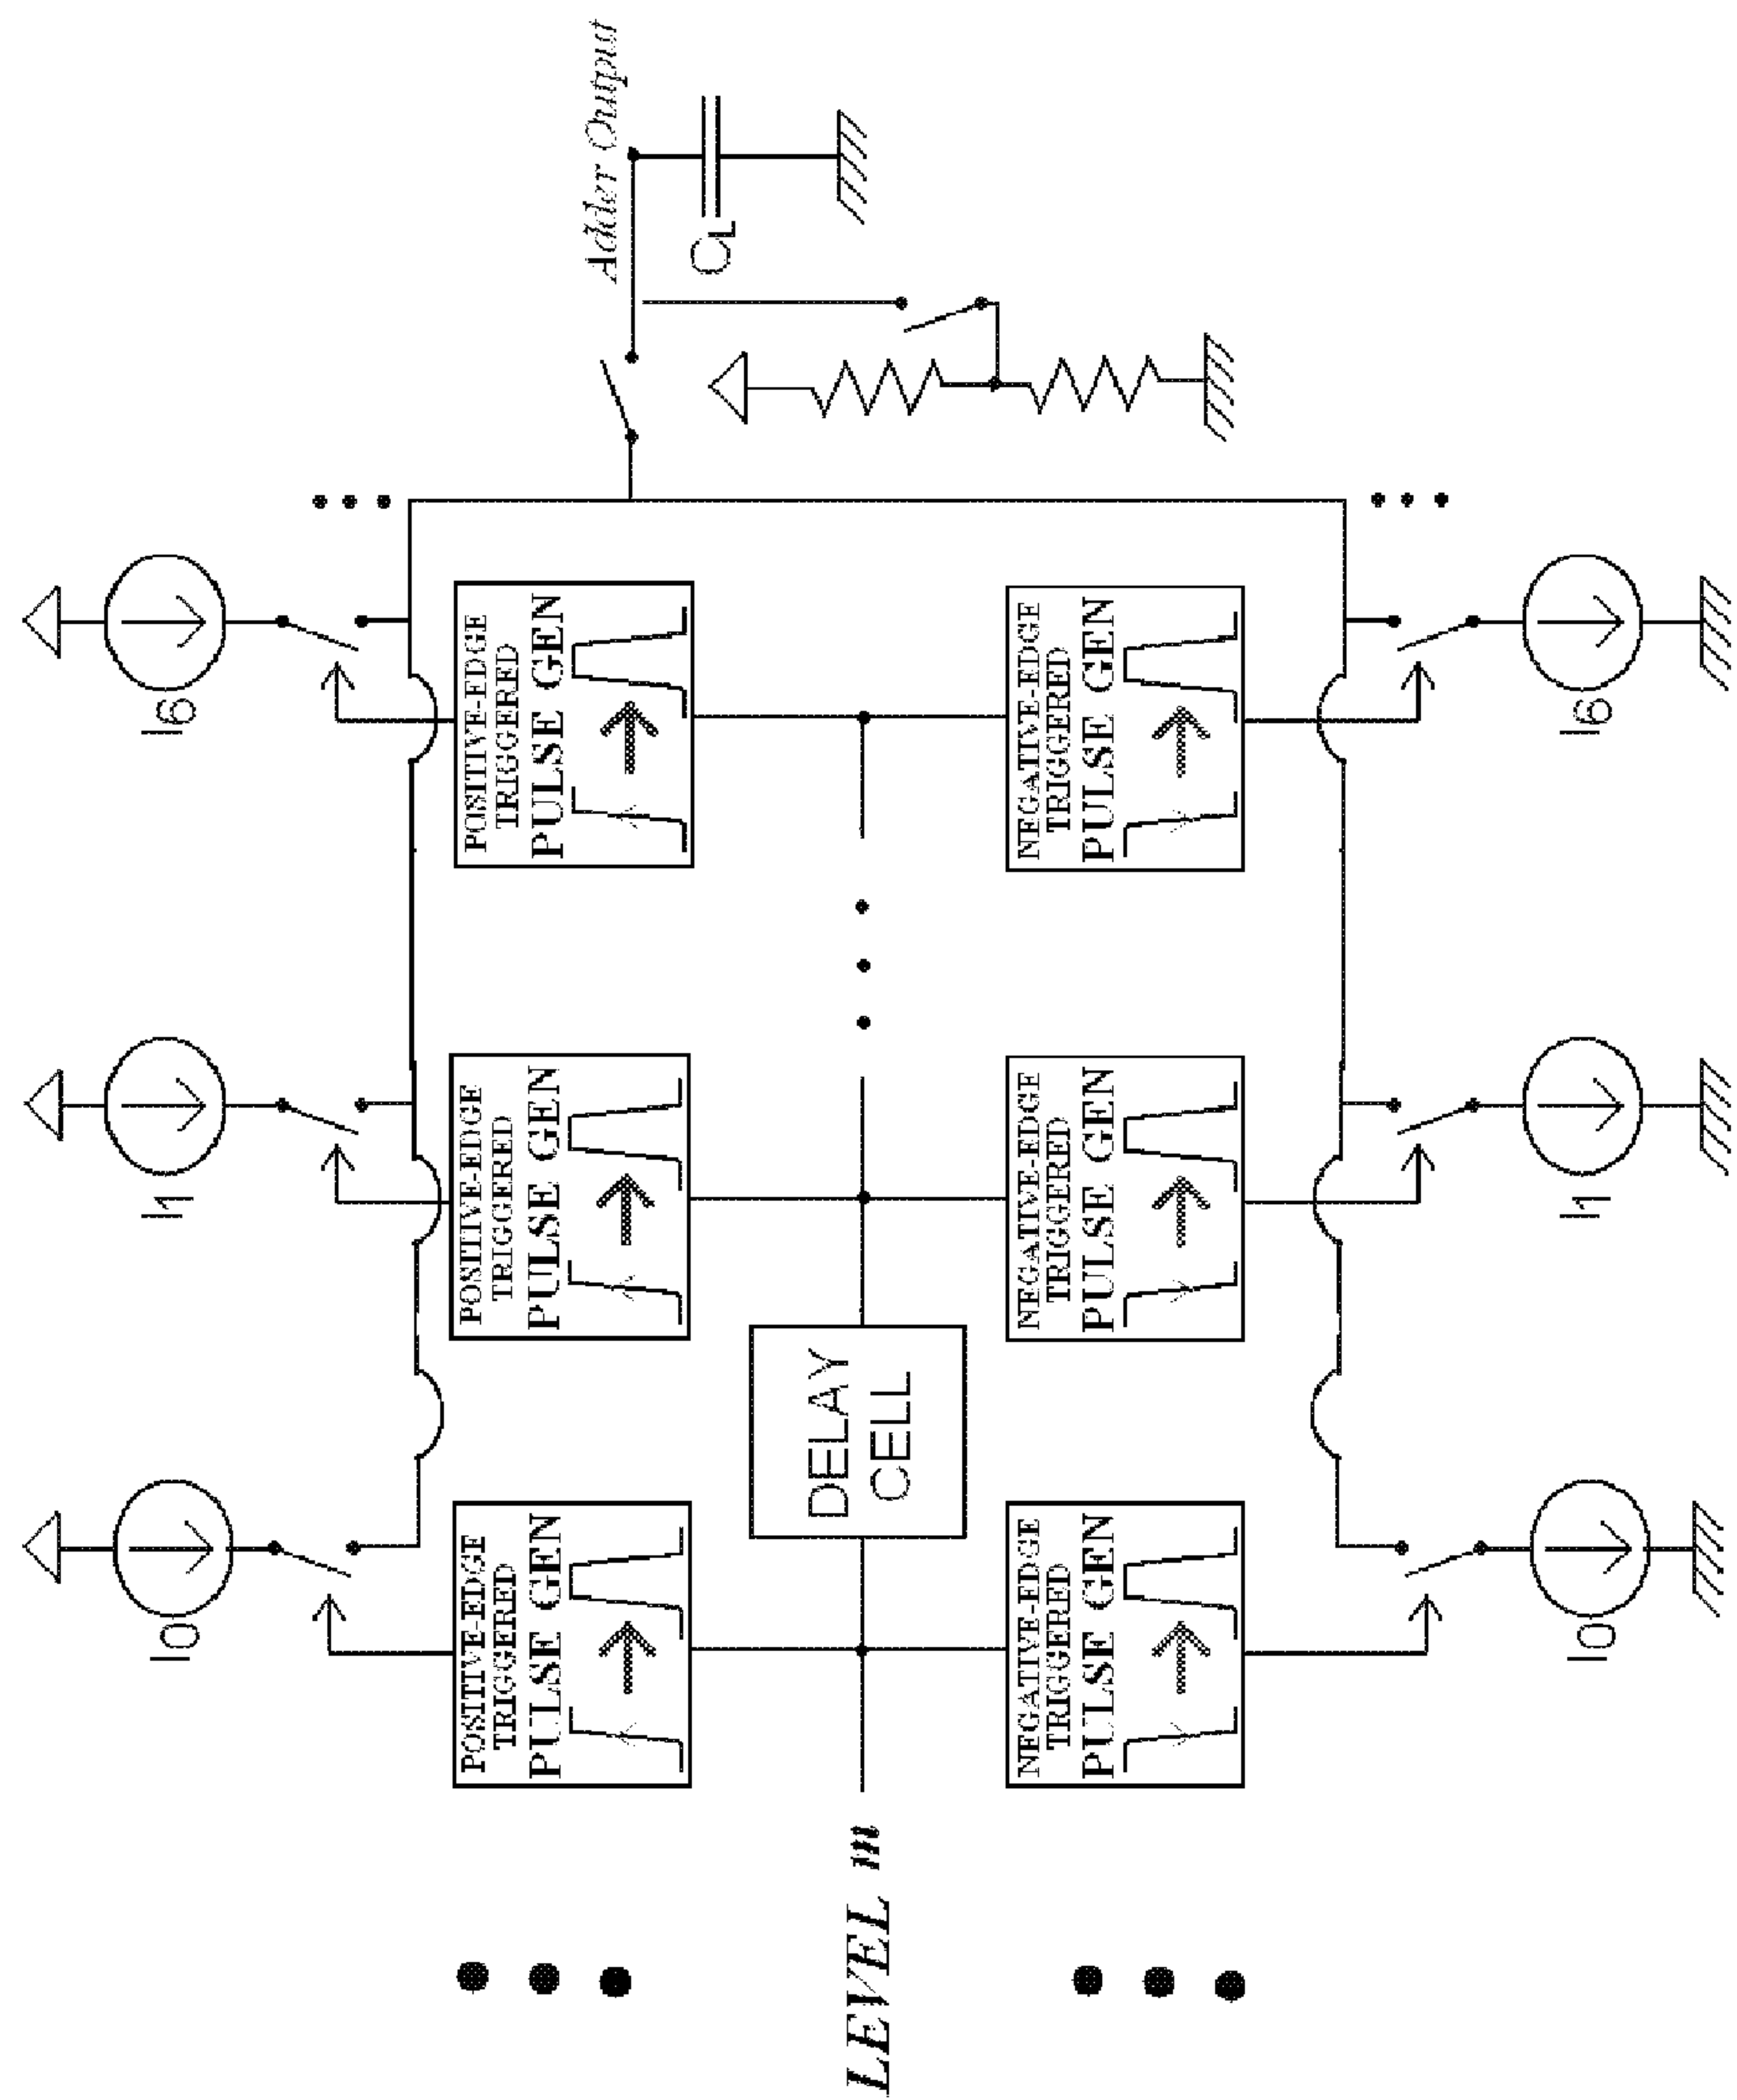 I0
I1
I6
POSITIVE-EDGE
TRIGGERED
PULSE GEN
POSITIVE-EDGE
TRIGGERED
PULSE GEN
POSITIVE-EDGE
TRIGGERED
PULSE GEN
Adder Output
CL
LEVEL m
DELAY
CELL
NEGATIVE-EDGE
TRIGGERED
PULSE GEN
NEGATIVE-EDGE
TRIGGERED
PULSE GEN
NEGATIVE-EDGE
TRIGGERED
PULSE GEN
I0
I1
I6